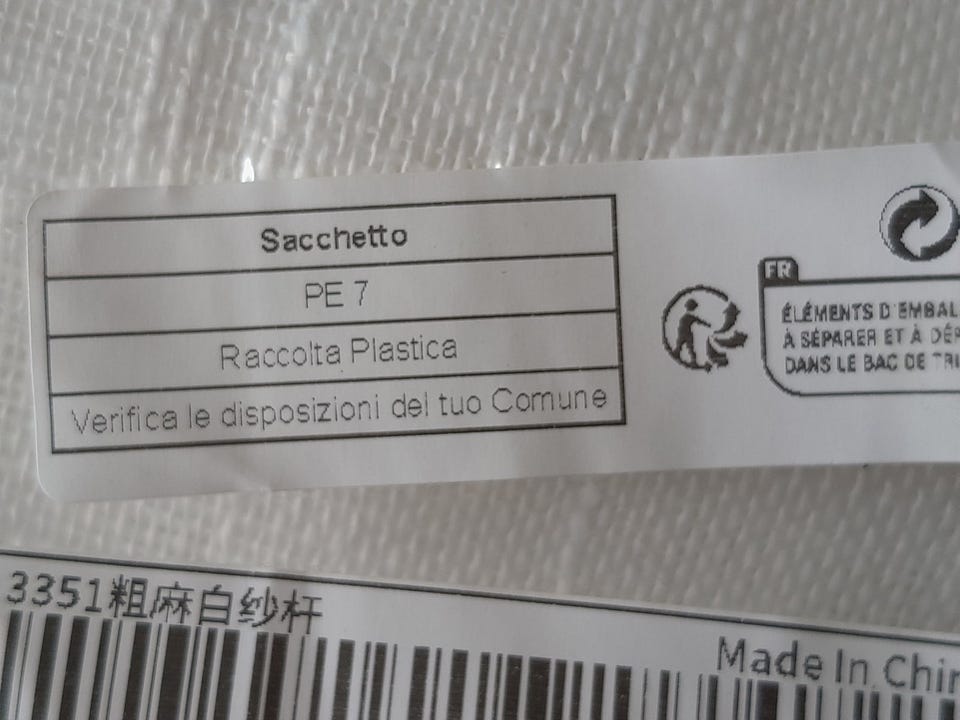 Sacchetto
PE 7
Raccolta Plastica
Verifica le disposizioni del tuo Comune
FR
ÉLÉMENTS D'EMBAL
À SÉPARER ET À DÉP
DANS LE BAC DE TRI
3351粗麻白纱杆
Made In Chin